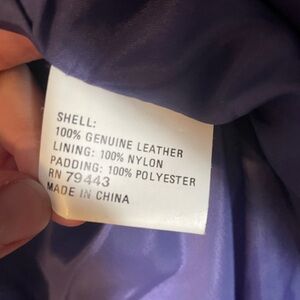 SHELL:
100% GENUINE LEATHER
LINING: 100% NYLON
PADDING: 100% POLYESTER
RN 79443
MADE IN CHINA